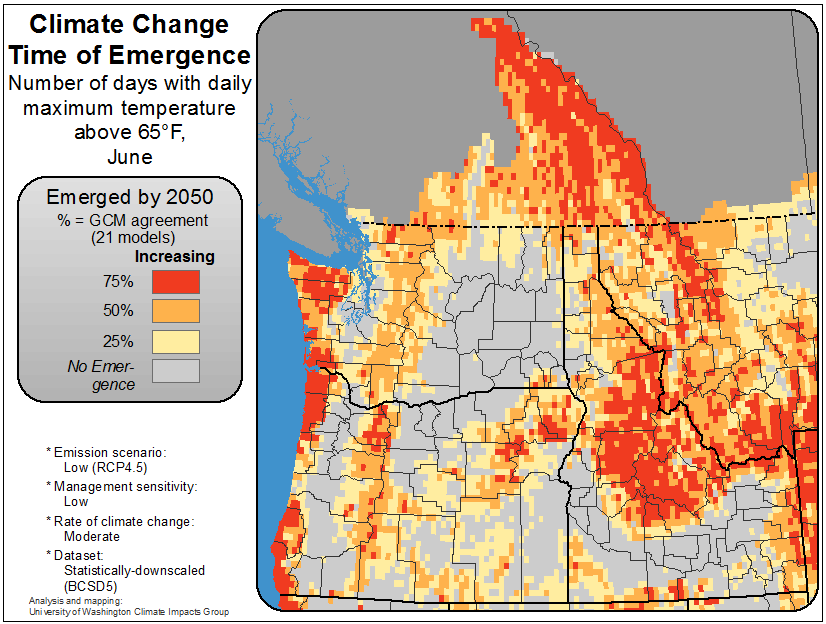 Climate Change
Time of Emergence
Number of days with daily
maximum temperature
above 65°F,
June
Emerged by 2050
% = GCM agreement
(21 models)
Increasing
75%
50%
25%
No Emer-
gence
* Emission scenario:
Low (RCP4.5)
* Management sensitivity:
Low
* Rate of climate change:
Moderate
* Dataset:
Statistically-downscaled
(BCSD5)
Analysis and mapping:
University of Washington Climate Impacts Group